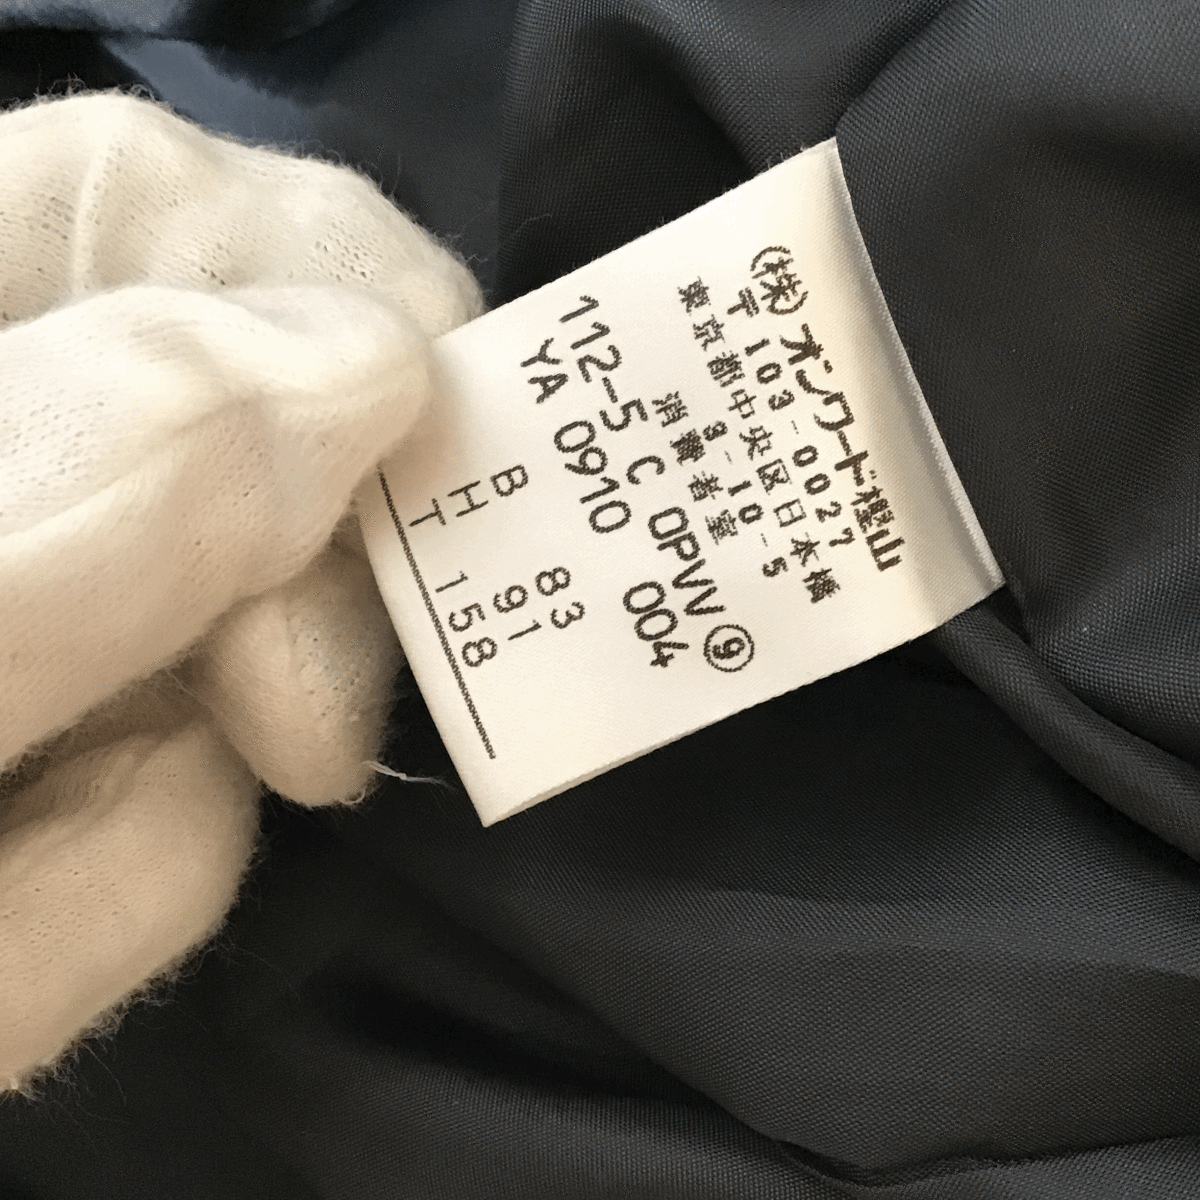 (株)オンワード樫山
〒103-0027
東京都中央区日本橋
3-10-5
消費者室
112-5 C OPVV ⑨
YA 0910 004
B 83
H 91
T 158